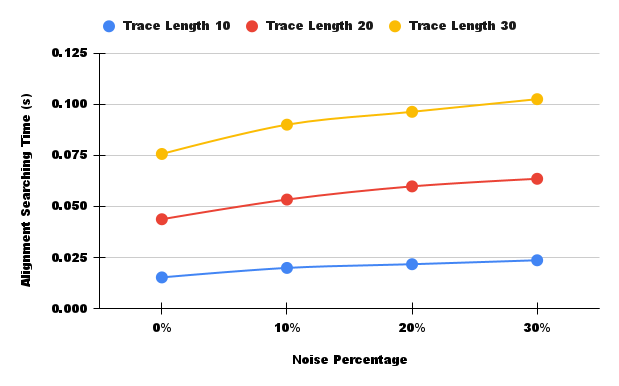 Trace Length 10 Trace Length 20 Trace Length 30
0.125
0.100
0.075
0.050
0.025
0.000
Alignment Searching Time (s)
0% 10% 20% 30%
Noise Percentage